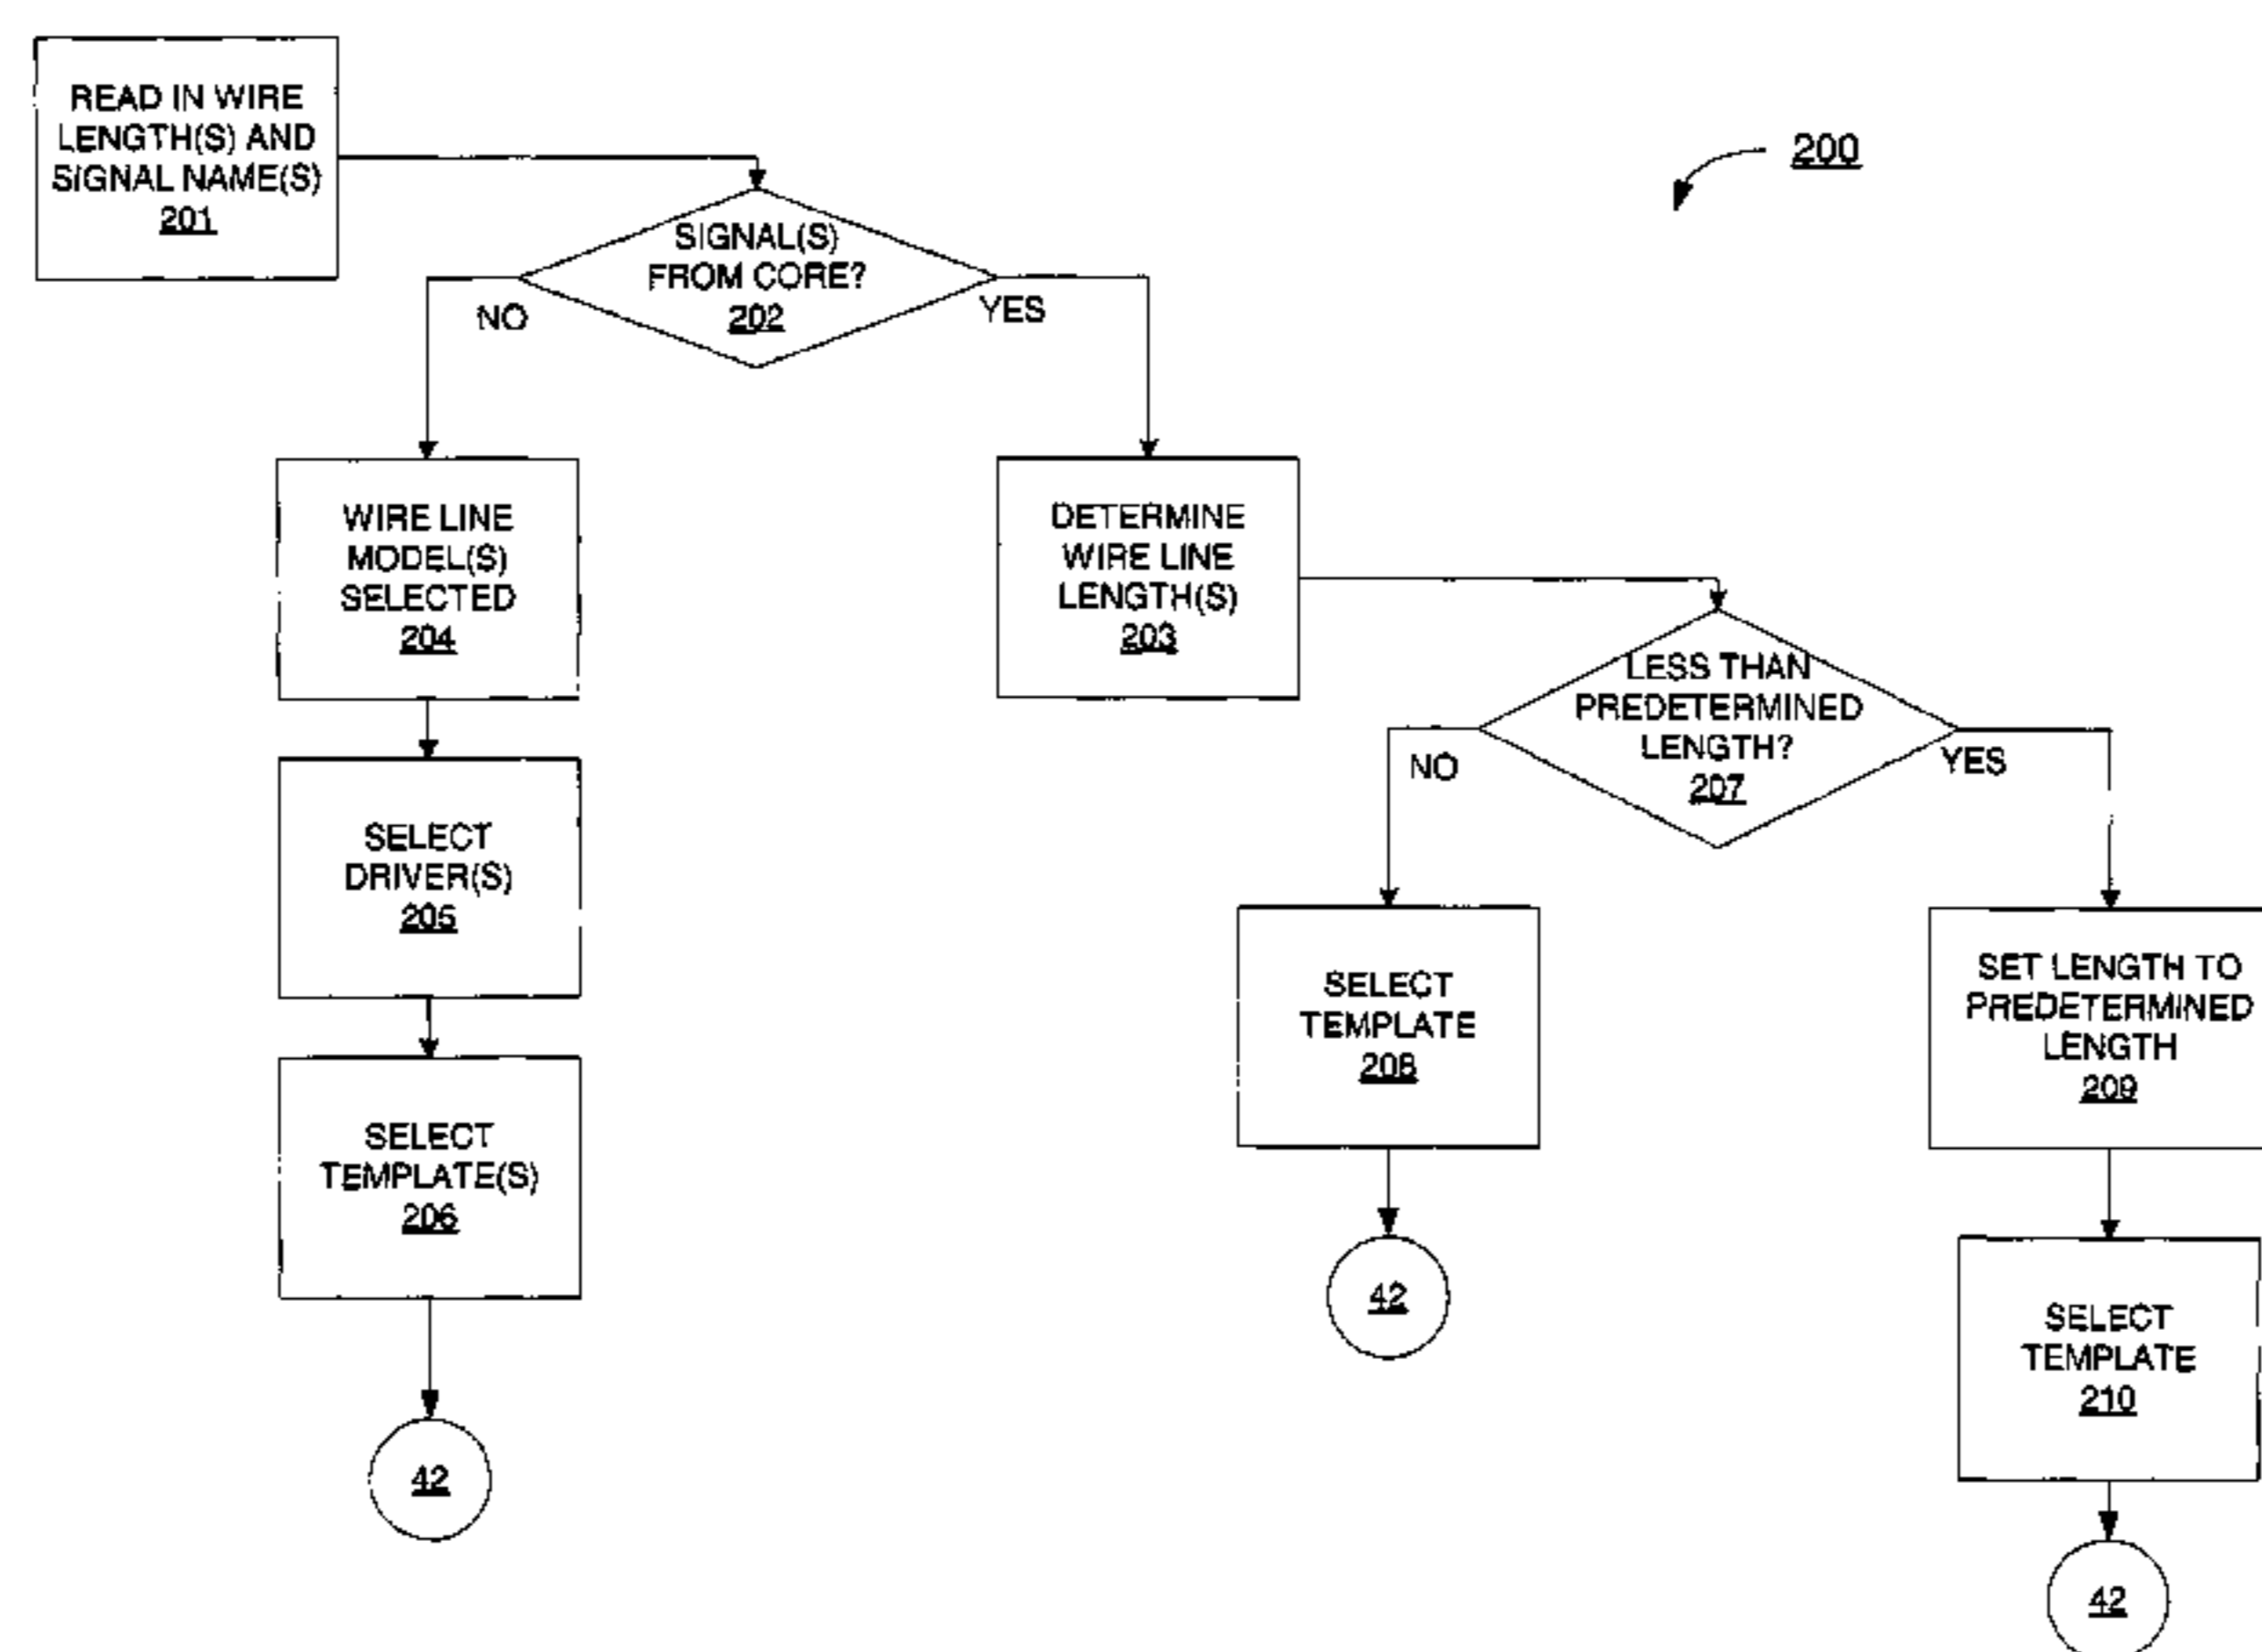 READ IN WIRE
LENGTH(S) AND
SIGNAL NAME(S)
201
200
SIGNAL(S)
FROM CORE?
202
NO
YES
WIRE LINE
MODEL(S)
SELECTED
204
DETERMINE
WIRE LINE
LENGTH(S)
203
LESS THAN
PREDETERMINED
LENGTH?
207
NO
YES
SELECT
DRIVER(S)
205
SELECT
TEMPLATE
208
SET LENGTH TO
PREDETERMINED
LENGTH
209
SELECT
TEMPLATE(S)
206
42
SELECT
TEMPLATE
210
42
42